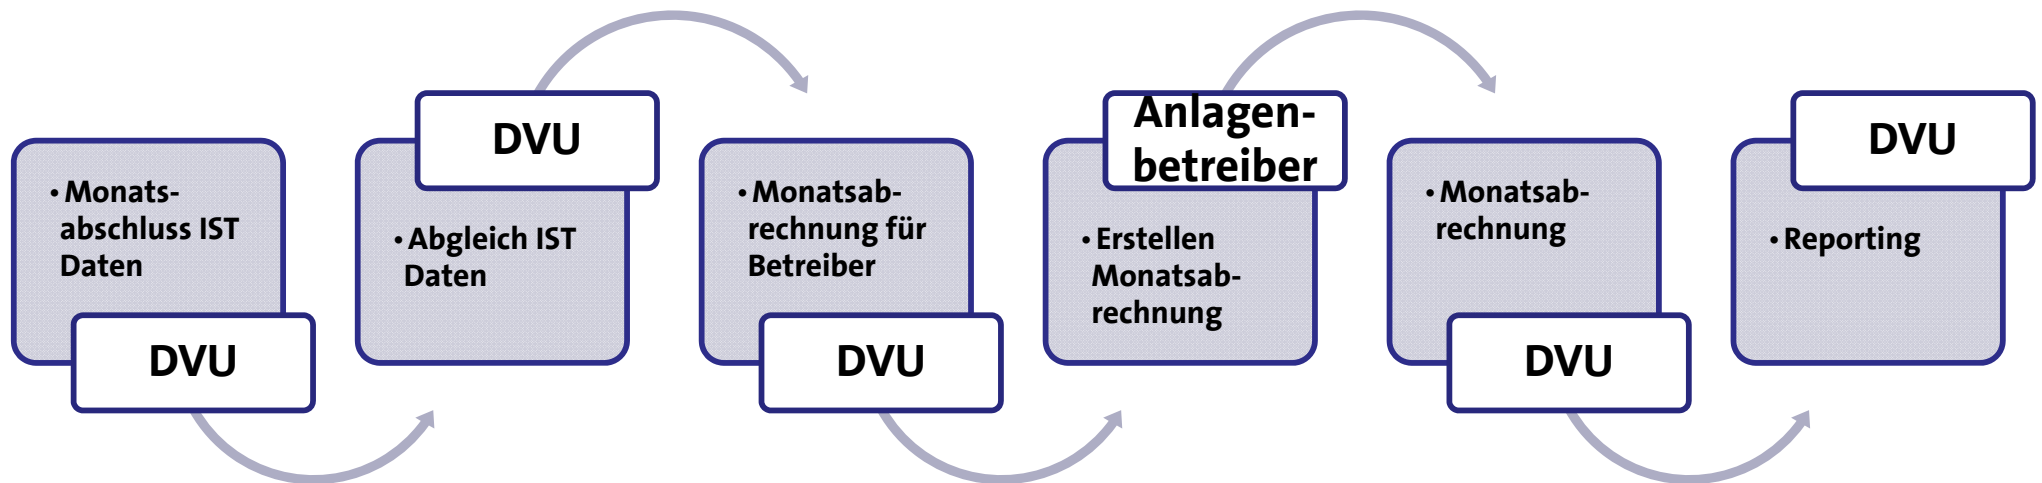 • Monats-
abschluss IST
Daten
DVU
DVU
• Abgleich IST
Daten
• Monatsab-
rechnung für
Betreiber
DVU
Anlagen-
betreiber
• Erstellen
Monatsab-
rechnung
• Monatsab-
rechnung
DVU
DVU
• Reporting